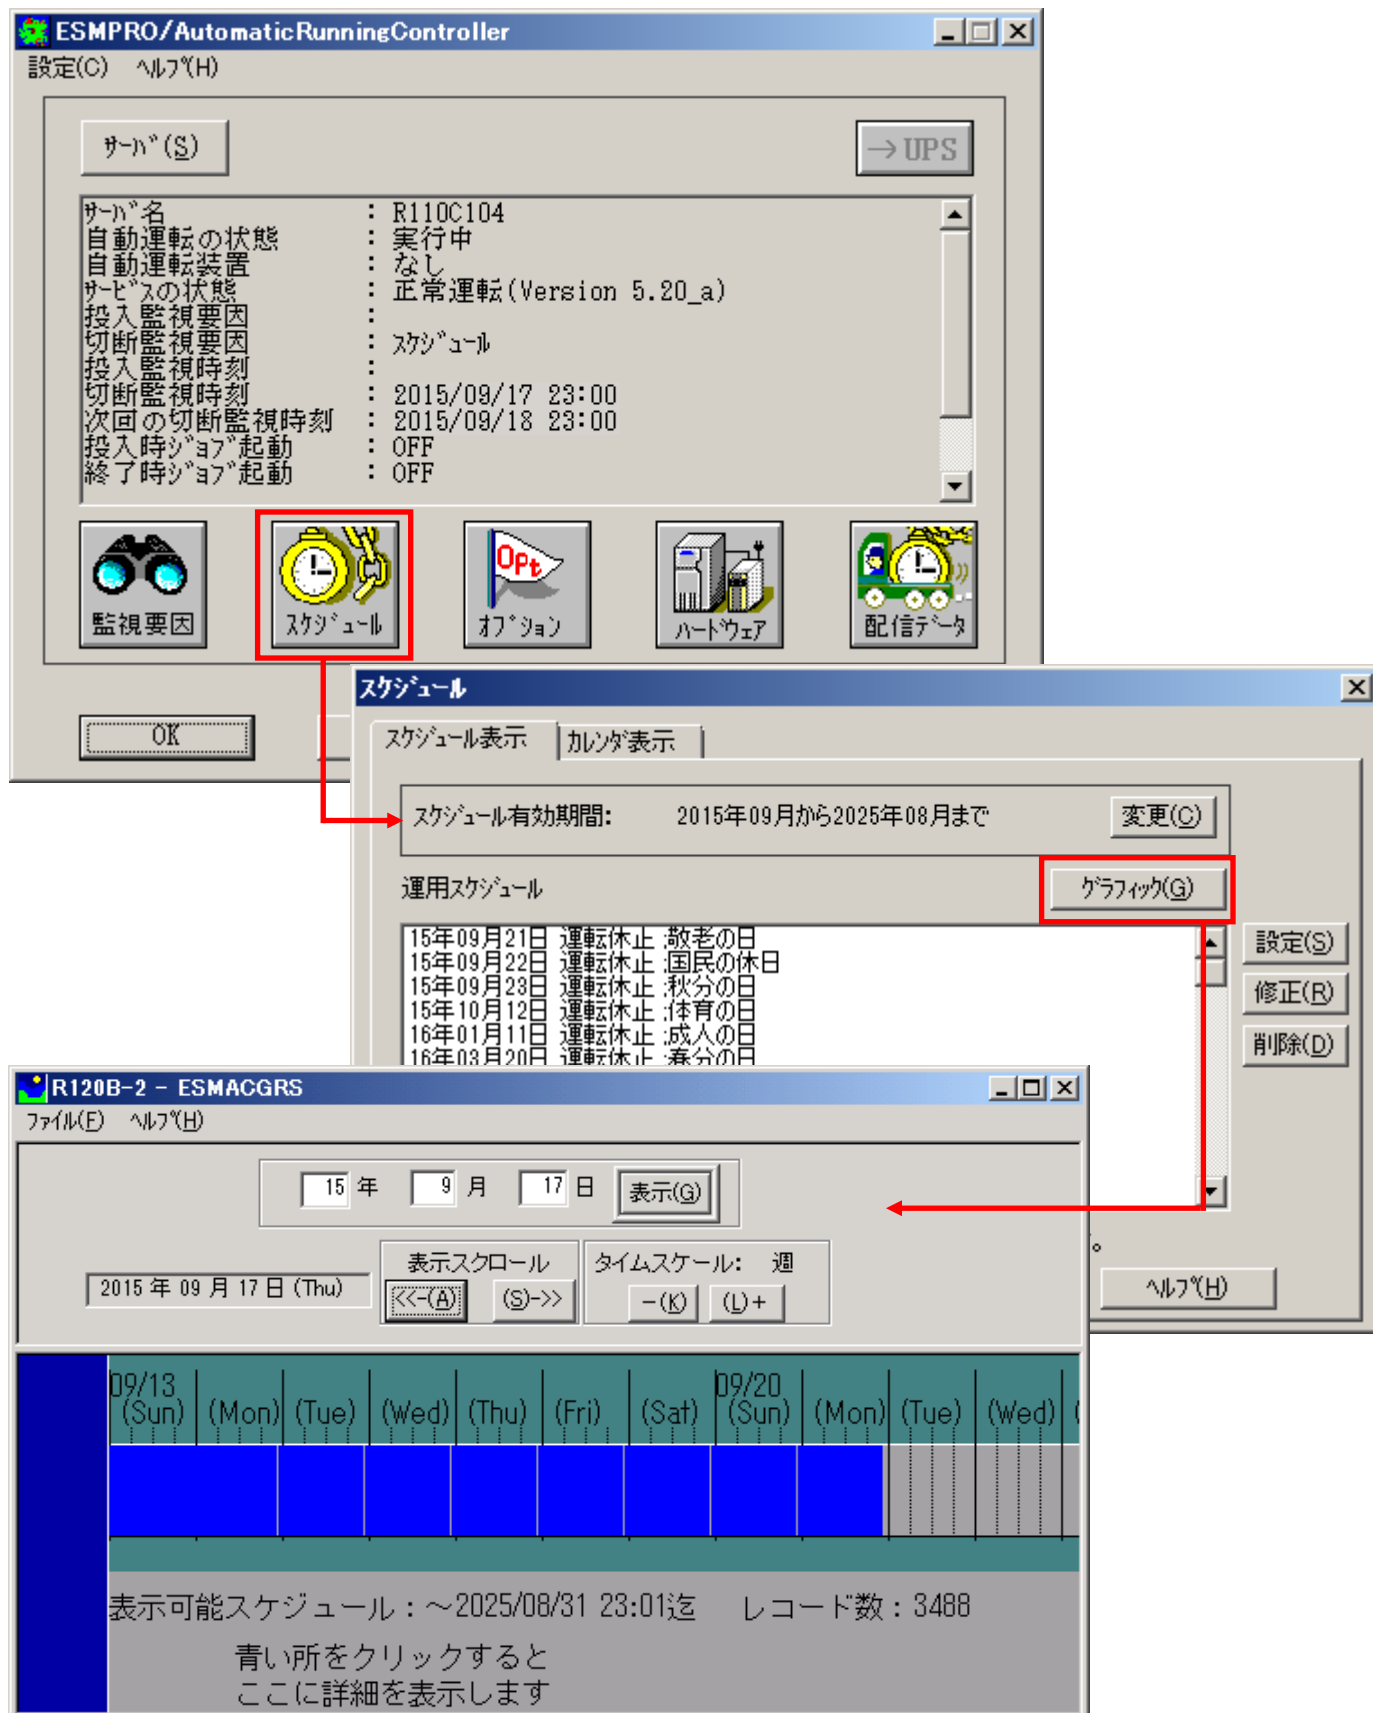 ESMPRO/AutomaticRunningController
設定(C) ﾍﾙﾌﾟ(H)
ｻｰﾊﾞ(S)
→UPS
ｻｰﾊﾞ名 : R110C104
自動運転の状態 : 実行中
自動運転装置 : なし
ｻｰﾋﾞｽの状態 : 正常運転(Version 5.20_a)
投入監視要因 :
切断監視要因 : ｽｹｼﾞｭｰﾙ
投入監視時刻 :
切断監視時刻 : 2015/09/17 23:00
次回の切断監視時刻 : 2015/09/18 23:00
投入時ｼﾞｮﾌﾞ起動 : OFF
終了時ｼﾞｮﾌﾞ起動 : OFF
監視要因
ｽｹｼﾞｭｰﾙ
Opt
ｵﾌﾟｼｮﾝ
ﾊｰﾄﾞｳｪｱ
配信ﾃﾞｰﾀ
OK
ｽｹｼﾞｭｰﾙ
ｽｹｼﾞｭｰﾙ表示 ｶﾚﾝﾀﾞ表示
ｽｹｼﾞｭｰﾙ有効期間: 2015年09月から2025年08月まで 変更(C)
運用ｽｹｼﾞｭｰﾙ ｸﾞﾗﾌｨｯｸ(G)
15年09月21日 運転休止 ;敬老の日
15年09月22日 運転休止 ;国民の休日
15年09月23日 運転休止 ;秋分の日
15年10月12日 運転休止 ;体育の日
16年01月11日 運転休止 ;成人の日
16年03月20日 運転休止 ;春分の日
設定(S)
修正(R)
削除(D)
。
ﾍﾙﾌﾟ(H)
R120B-2 - ESMACGRS
ﾌｧｲﾙ(F) ﾍﾙﾌﾟ(H)
15 年 9 月 17 日 表示(G)
表示スクロール タイムスケール: 週
2015 年 09 月 17 日 (Thu) <<-(A) (S)->> -(K) (L)+
09/13 09/20
(Sun) (Mon) (Tue) (Wed) (Thu) (Fri) (Sat) (Sun) (Mon) (Tue) (Wed) (
表示可能スケジュール：～2025/08/31 23:01迄 レコード数：3488
青い所をクリックすると
ここに詳細を表示します